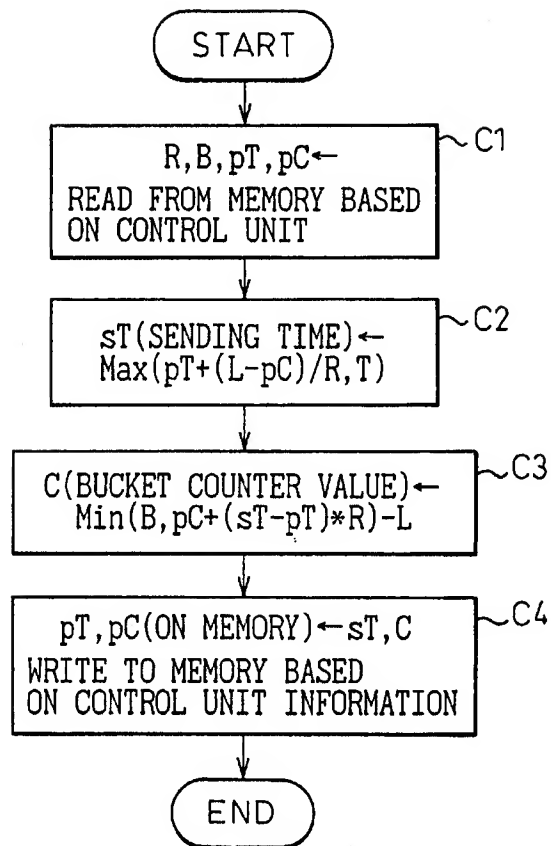 START
C1
R,B,pT,pC←
READ FROM MEMORY BASED
ON CONTROL UNIT
C2
sT(SENDING TIME)←
Max(pT+(L-pC)/R,T)
C3
C(BUCKET COUNTER VALUE)←
Min(B,pC+(sT-pT)*R)-L
C4
pT,pC(ON MEMORY)←sT,C
WRITE TO MEMORY BASED
ON CONTROL UNIT INFORMATION
END